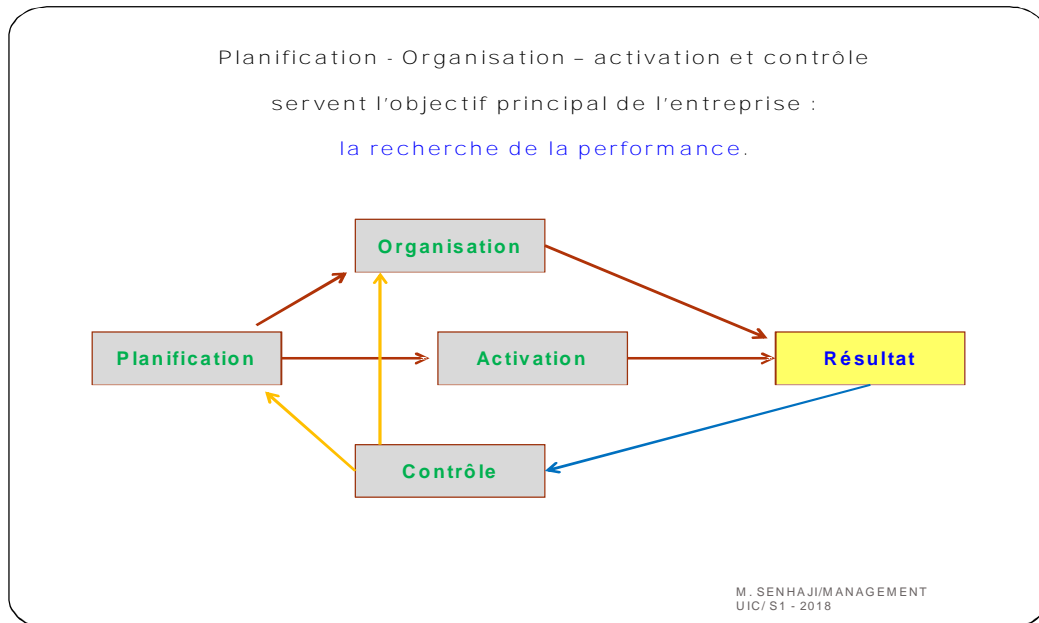 Planification - Organisation – activation et contrôle
servent l'objectif principal de l'entreprise :
la recherche de la performance.
Organisation
Planification
Activation
Résultat
Contrôle
M. SENHAJI/MANAGEMENT
UIC/ S1 - 2018